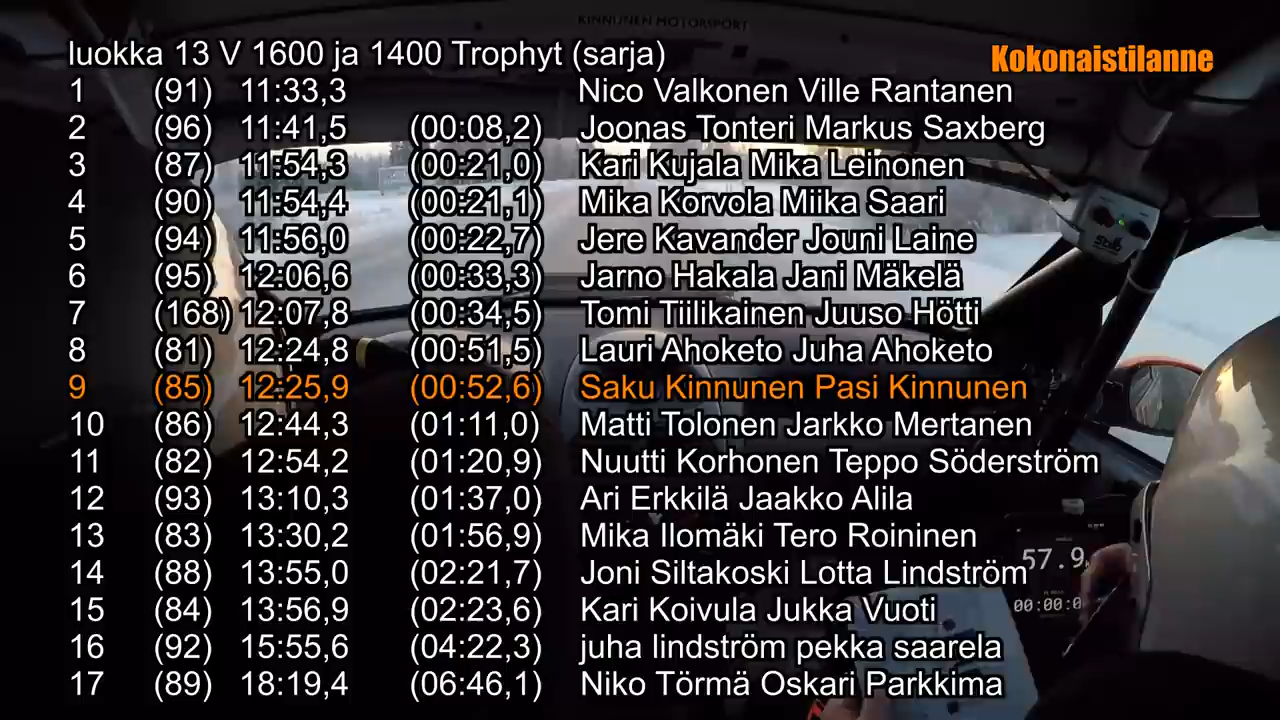 KINNUNEN MOTORSPORT
luokka 13 V 1600 ja 1400 Trophyt (sarja)
Kokonaistilanne
1 (91) 11:33,3 Nico Valkonen Ville Rantanen
2 (96) 11:41,5 (00:08,2) Joonas Tonteri Markus Saxberg
3 (87) 11:54,3 (00:21,0) Kari Kujala Mika Leinonen
4 (90) 11:54,4 (00:21,1) Mika Korvola Miika Saari
5 (94) 11:56,0 (00:22,7) Jere Kavander Jouni Laine
stilo
6 (95) 12:06,6 (00:33,3) Jarno Hakala Jani Mäkelä
7 (168) 12:07,8 (00:34,5) Tomi Tiilikainen Juuso Hötti
8 (81) 12:24,8 (00:51,5) Lauri Ahoketo Juha Ahoketo
9 (85) 12:25,9 (00:52,6) Saku Kinnunen Pasi Kinnunen
10 (86) 12:44,3 (01:11,0) Matti Tolonen Jarkko Mertanen
11 (82) 12:54,2 (01:20,9) Nuutti Korhonen Teppo Söderström
12 (93) 13:10,3 (01:37,0) Ari Erkkilä Jaakko Alila
13 (83) 13:30,2 (01:56,9) Mika Ilomäki Tero Roininen
57.9
14 (88) 13:55,0 (02:21,7) Joni Siltakoski Lotta Lindström
15 (84) 13:56,9 (02:23,6) Kari Koivula Jukka Vuoti
00:00:0
16 (92) 15:55,6 (04:22,3) juha lindström pekka saarela
17 (89) 18:19,4 (06:46,1) Niko Törmä Oskari Parkkima